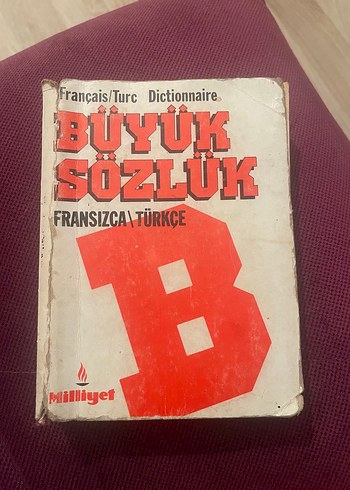 Français/Turc Dictionnaire
BÜYÜK
SÖZLÜK
FRANSIZCA\TÜRKÇE
B
Milliyet